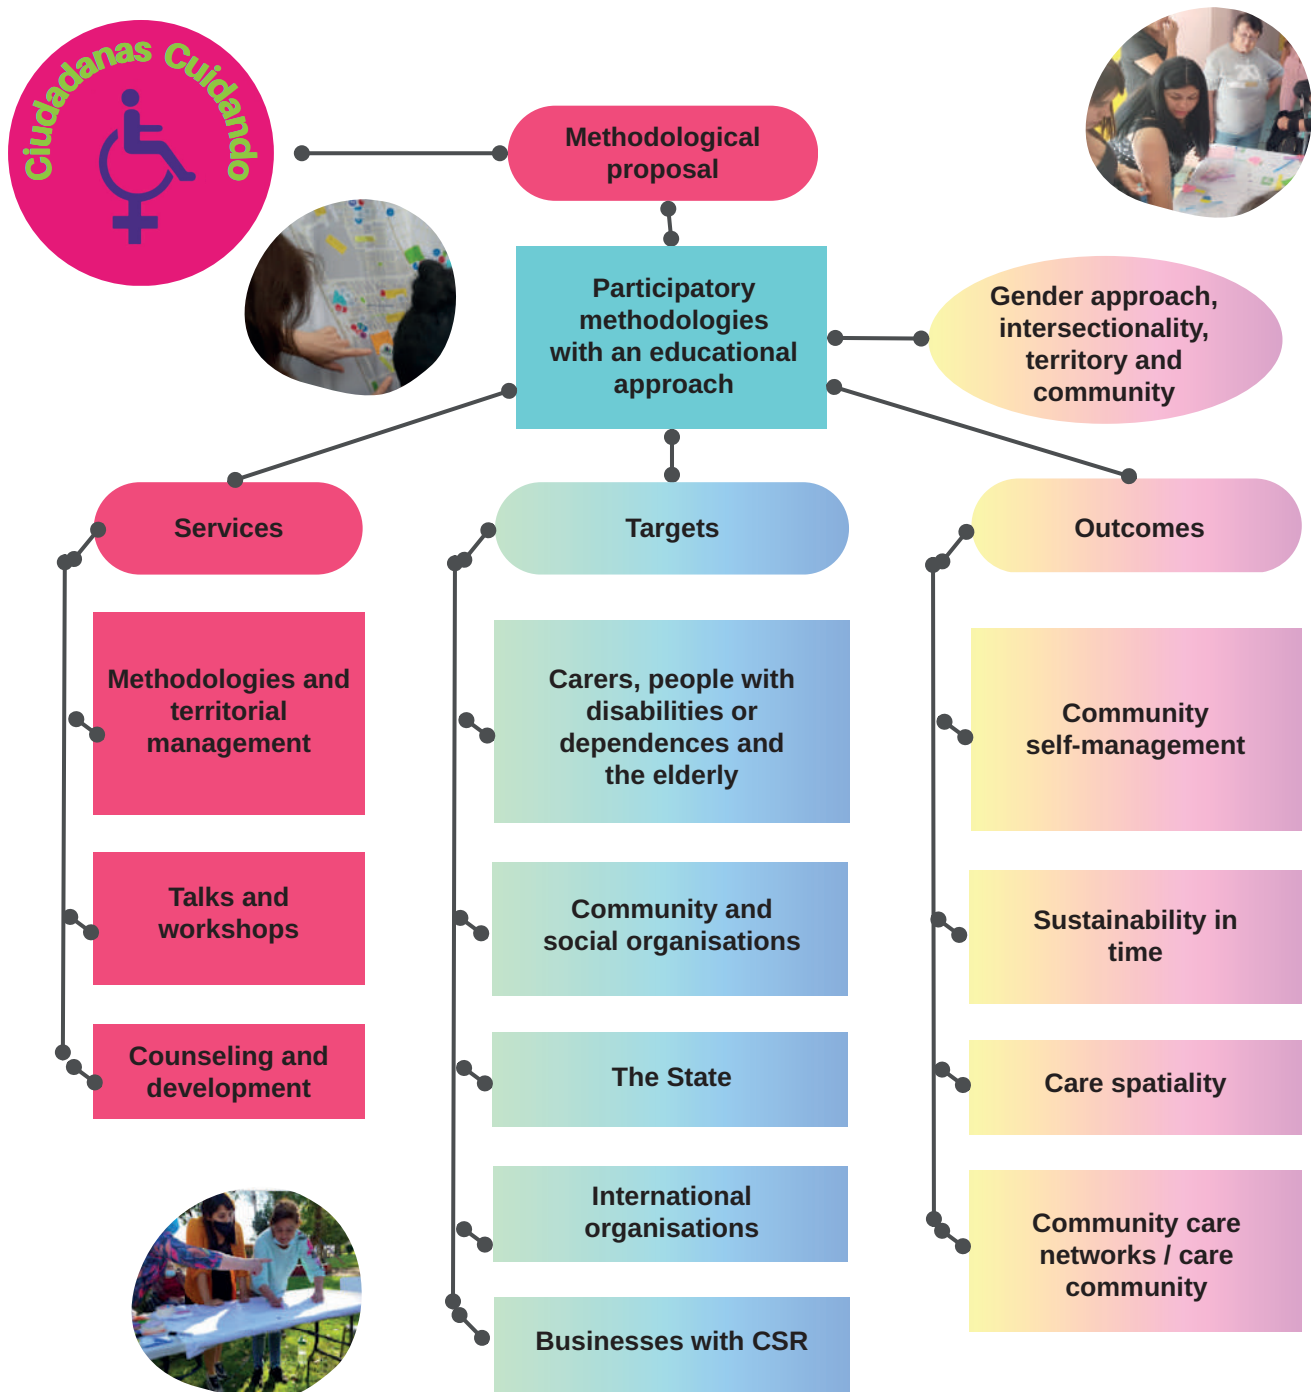 Ciudadanas Cuidando
Methodological
proposal
Participatory
methodologies
with an educational
approach
Gender approach,
intersectionality,
territory and
community
Services
Methodologies and
territorial
management
Talks and
workshops
Counseling and
development
Targets
Carers, people with
disabilities or
dependences and
the elderly
Community and
social organisations
The State
International
organisations
Businesses with CSR
Outcomes
Community
self-management
Sustainability in
time
Care spatiality
Community care
networks / care
community